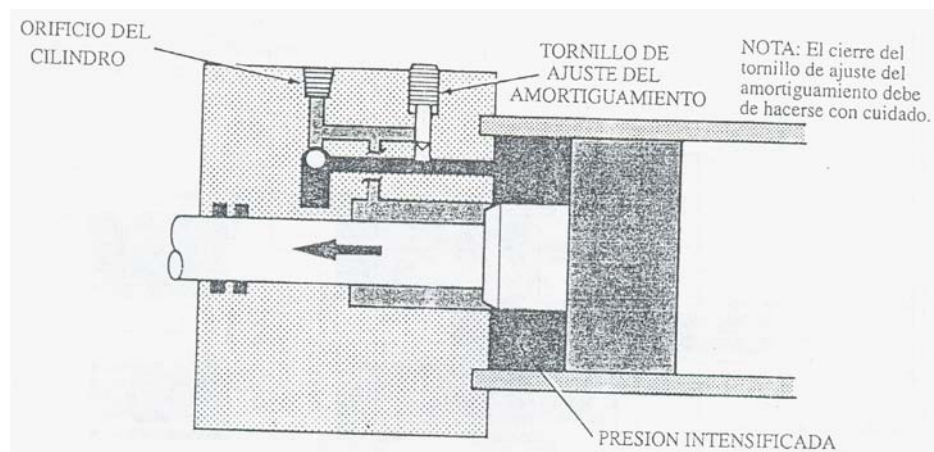 ORIFICIO DEL
CILINDRO
TORNILLO DE
AJUSTE DEL
AMORTIGUAMIENTO
NOTA: El cierre del
tornillo de ajuste del
amortiguamiento debe
de hacerse con cuidado.
PRESION INTENSIFICADA